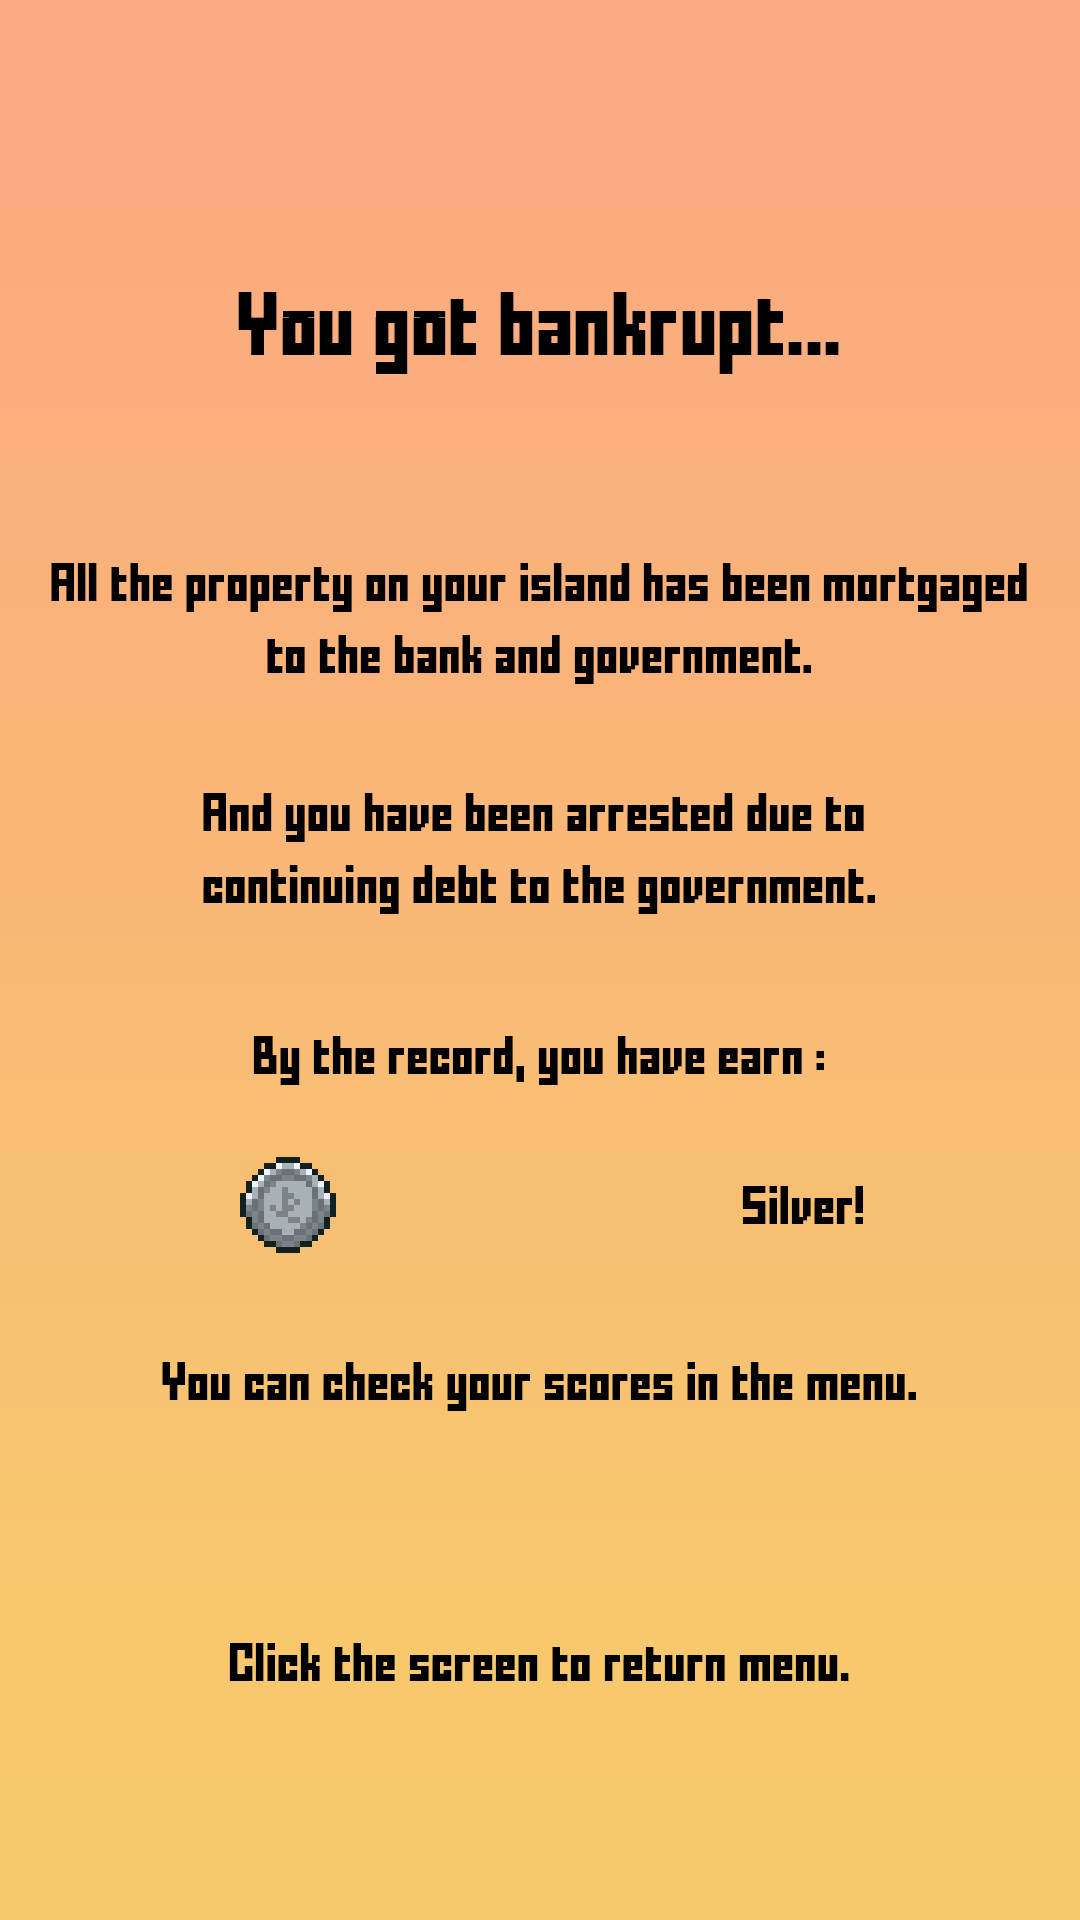 You got bankrupt...
All the property on your island has been mortgaged
to the bank and government.
And you have been arrested due to
continuing debt to the government.
By the record, you have earn :
Silver!
You can check your scores in the menu.
Click the screen to return menu.